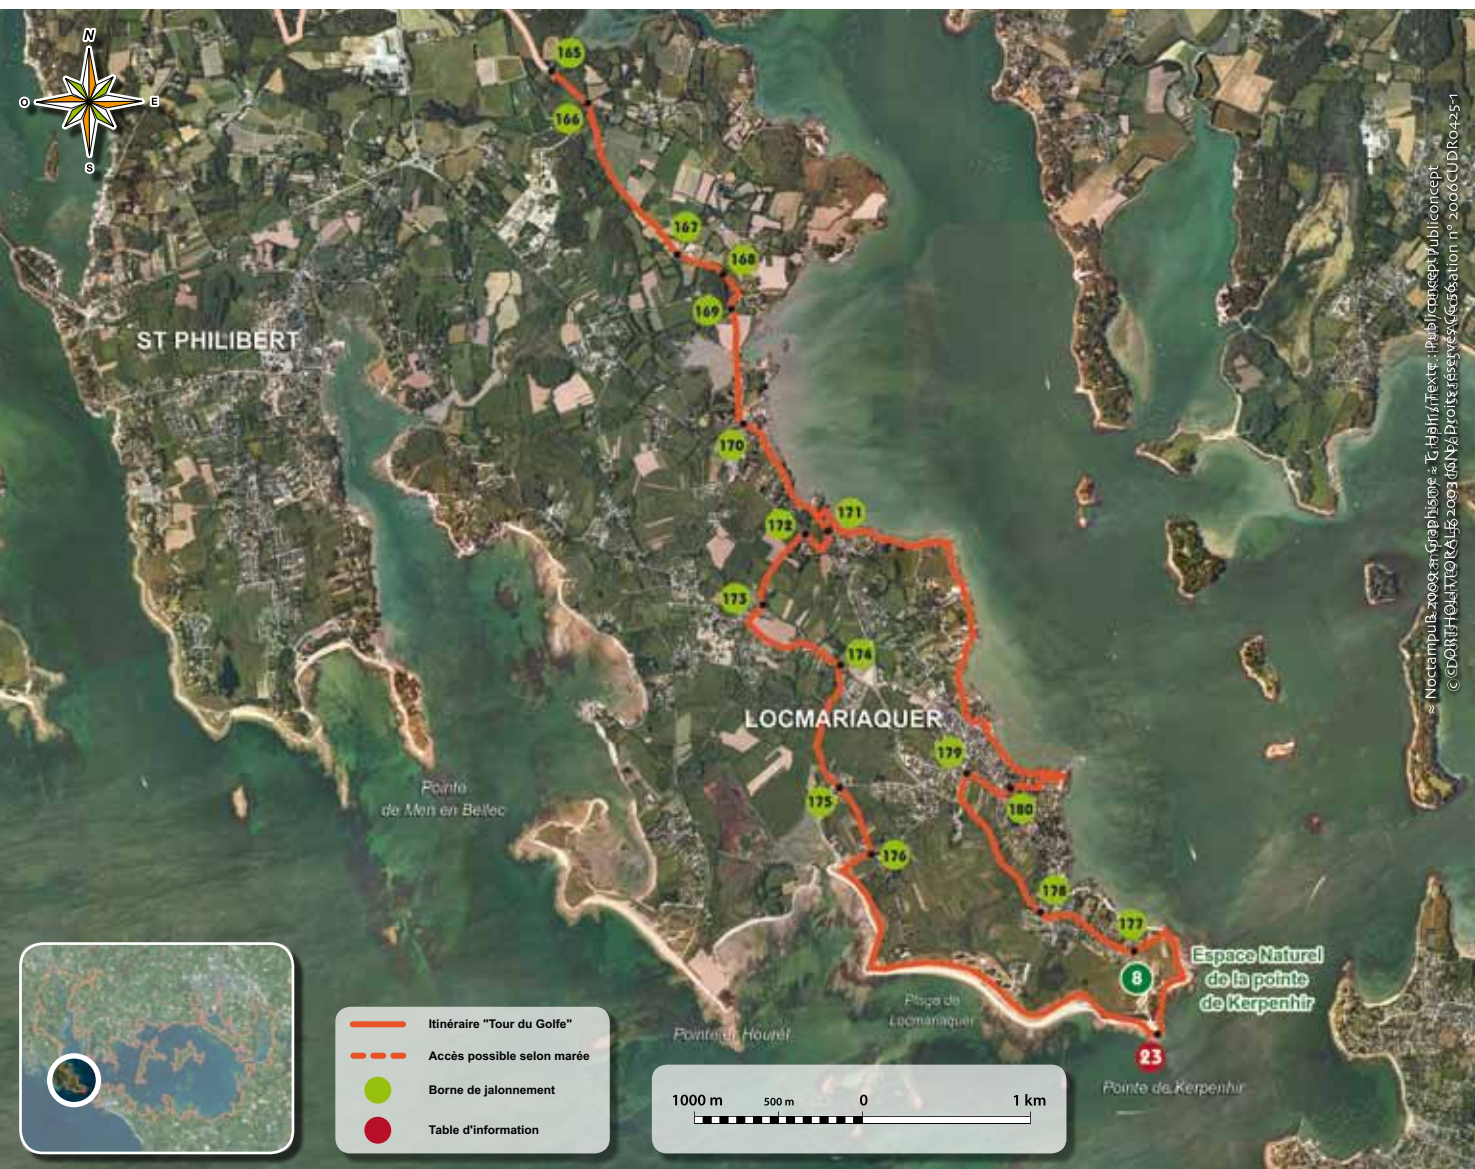 N
O
E
S
165
166
167
168
169
170
171
172
173
174
175
176
177
178
179
180
8
23
ST PHILIBERT
LOCMARIAQUER
Pointe
de Men en Bellec
Espace Naturel
de la pointe
de Kerpenhir
Plage de
Locmariaquer
Pointe er Hourél
Pointe de Kerpenhir
Itinéraire "Tour du Golfe"
Accès possible selon marée
Borne de jalonnement
Table d'information
1000 m
500 m
0
1 km